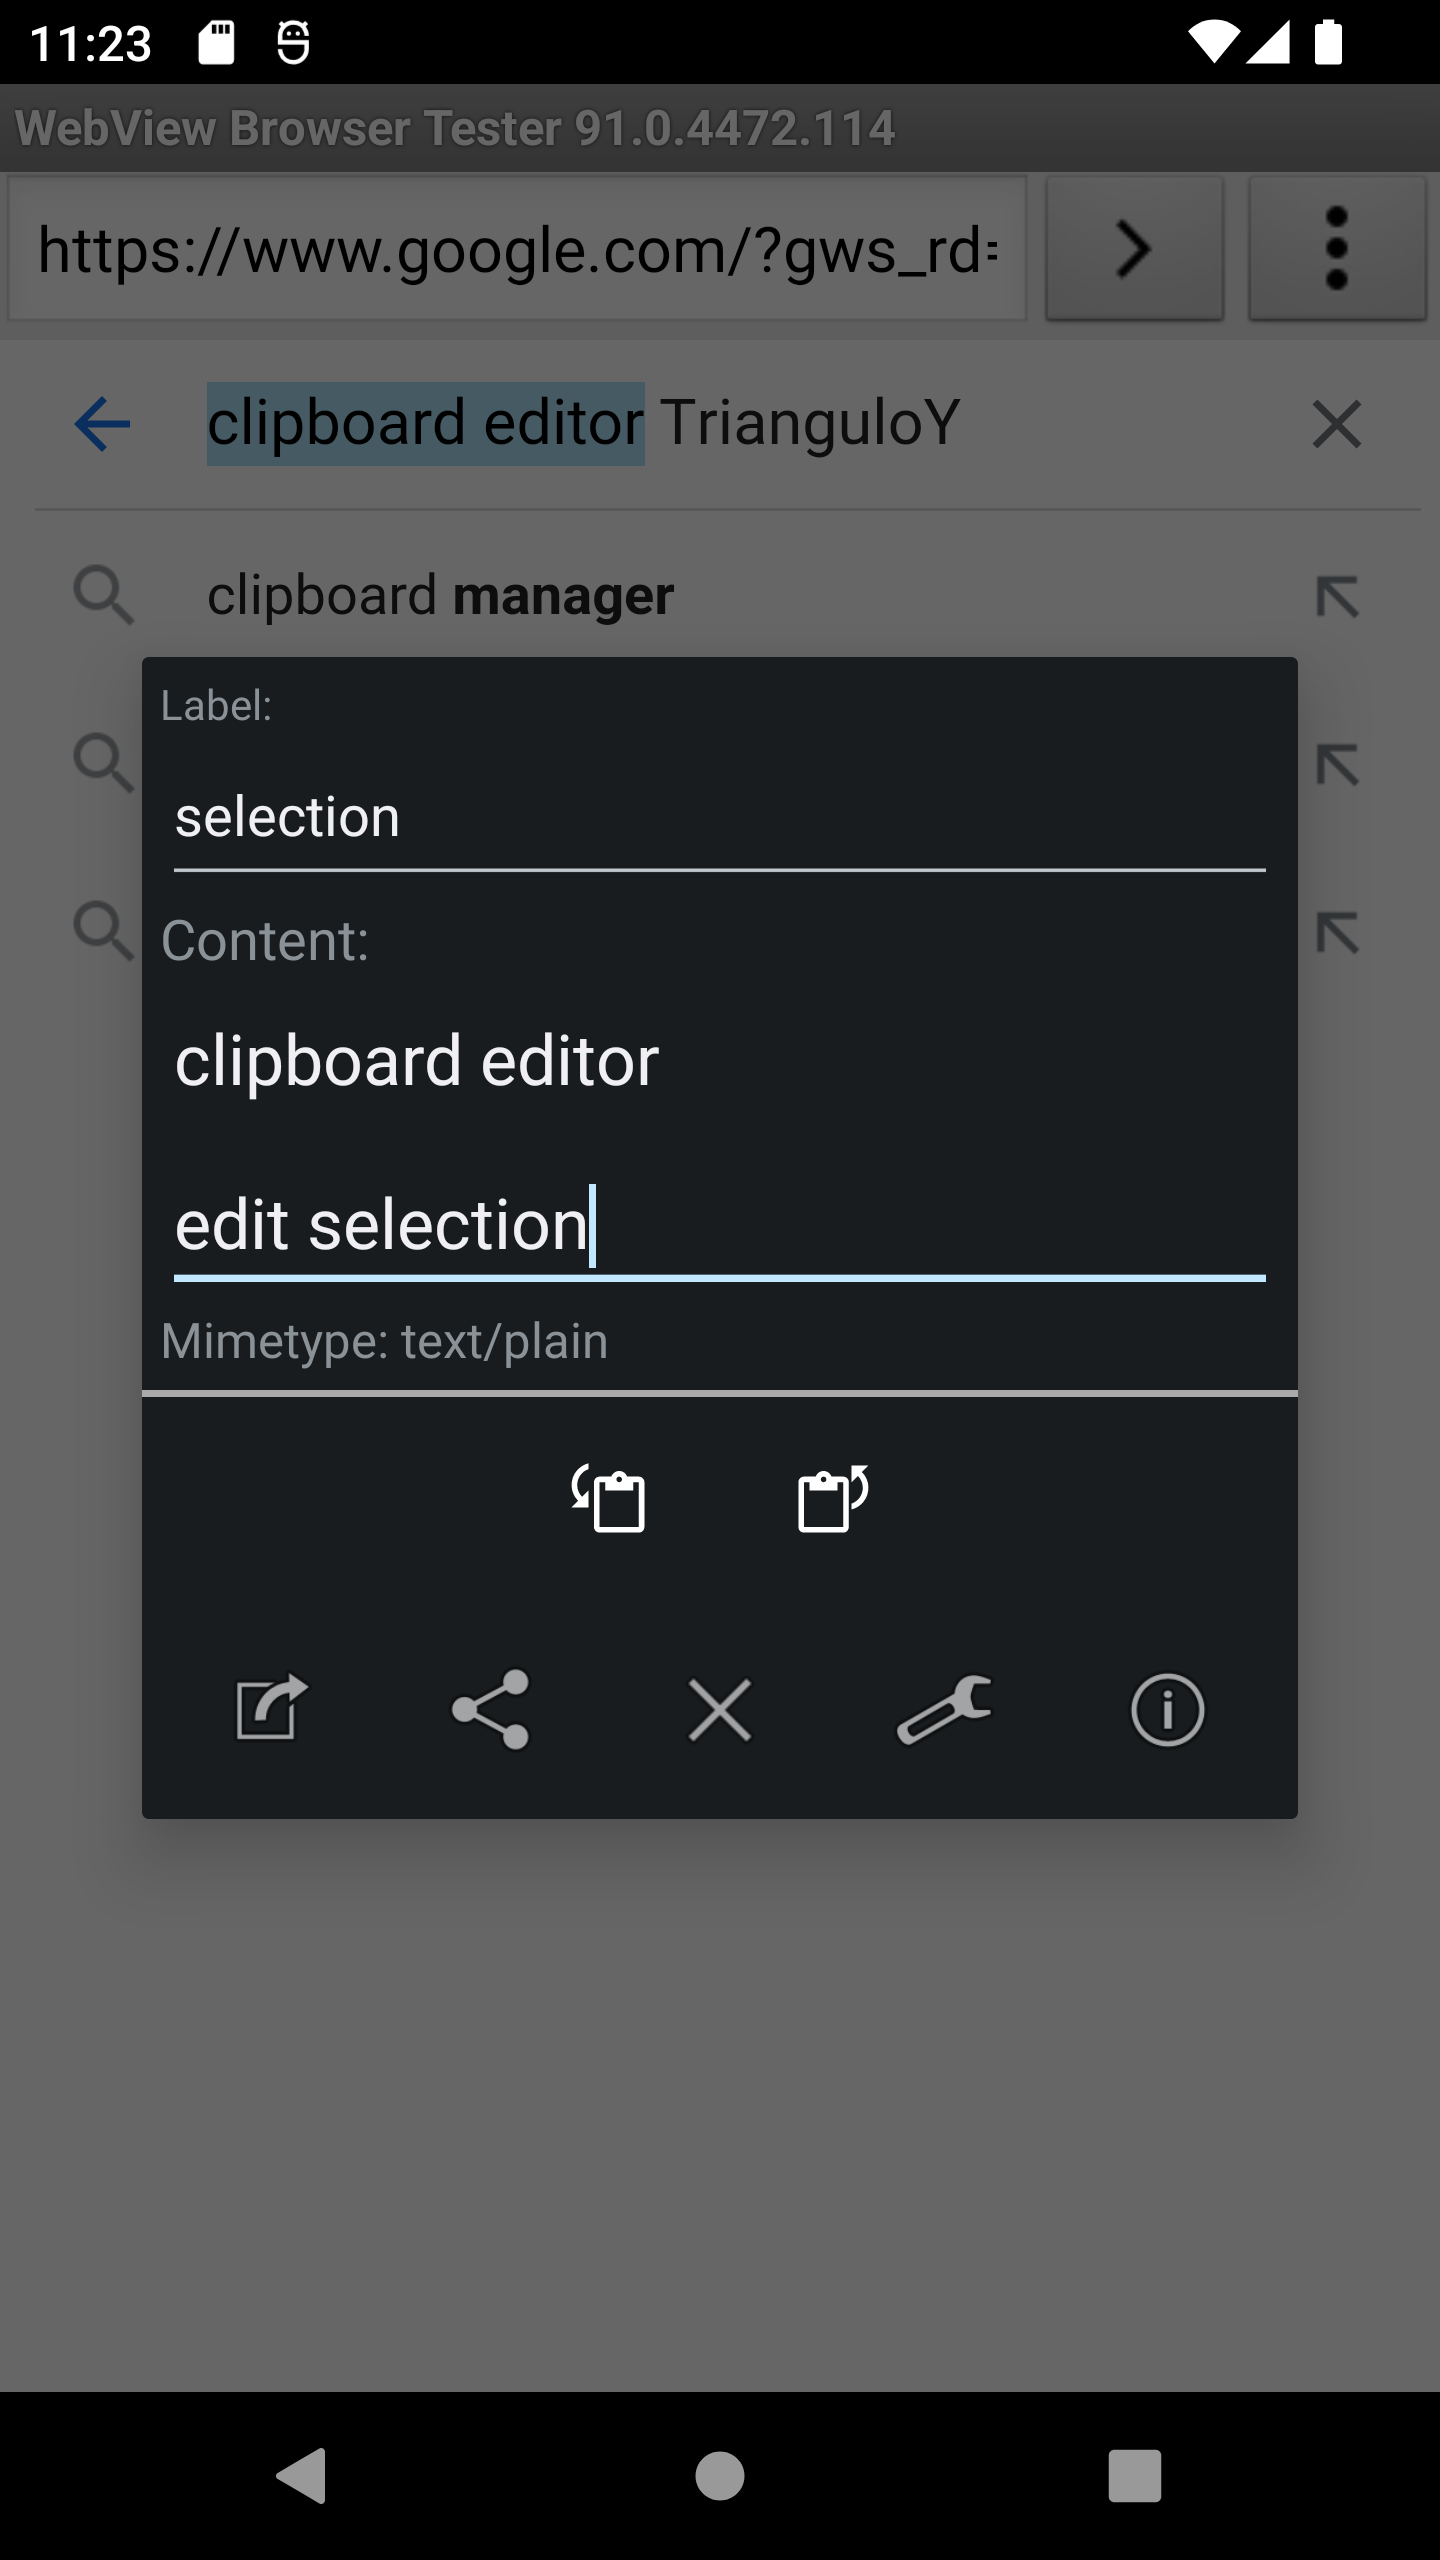 11:23
WebView Browser Tester 91.0.4472.114
https://www.google.com/?gws_rd=
clipboard editor TrianguloY
clipboard manager
Label:
selection
Content:
clipboard editor
edit selection
Mimetype: text/plain